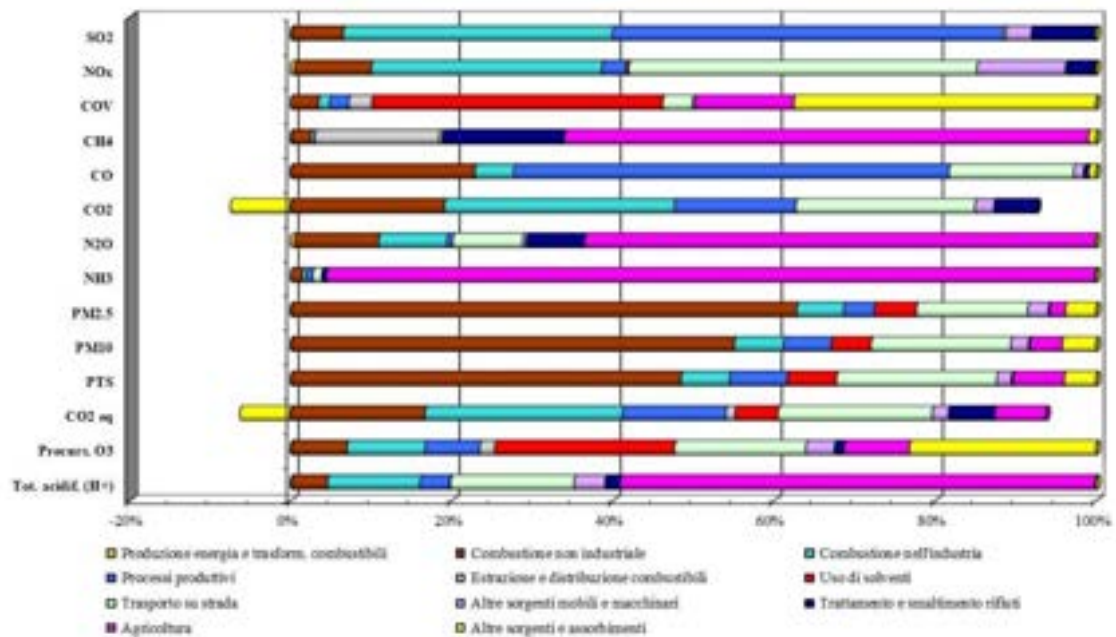 SO2
NOx
COV
CH4
CO
CO2
N2O
NH3
PM2.5
PM10
PTS
CO2 eq
Precurs. O3
Tot. acidif. (H+)
-20% 0% 20% 40% 60% 80% 100%
Produzione energia e trasform. combustibili Combustione non industriale Combustione nell'industria
Processi produttivi Estrazione e distribuzione combustibili Uso di solventi
Trasporto su strada Altre sorgenti mobili e macchinari Trattamento e smaltimento rifiuti
Agricoltura Altre sorgenti e assorbimenti